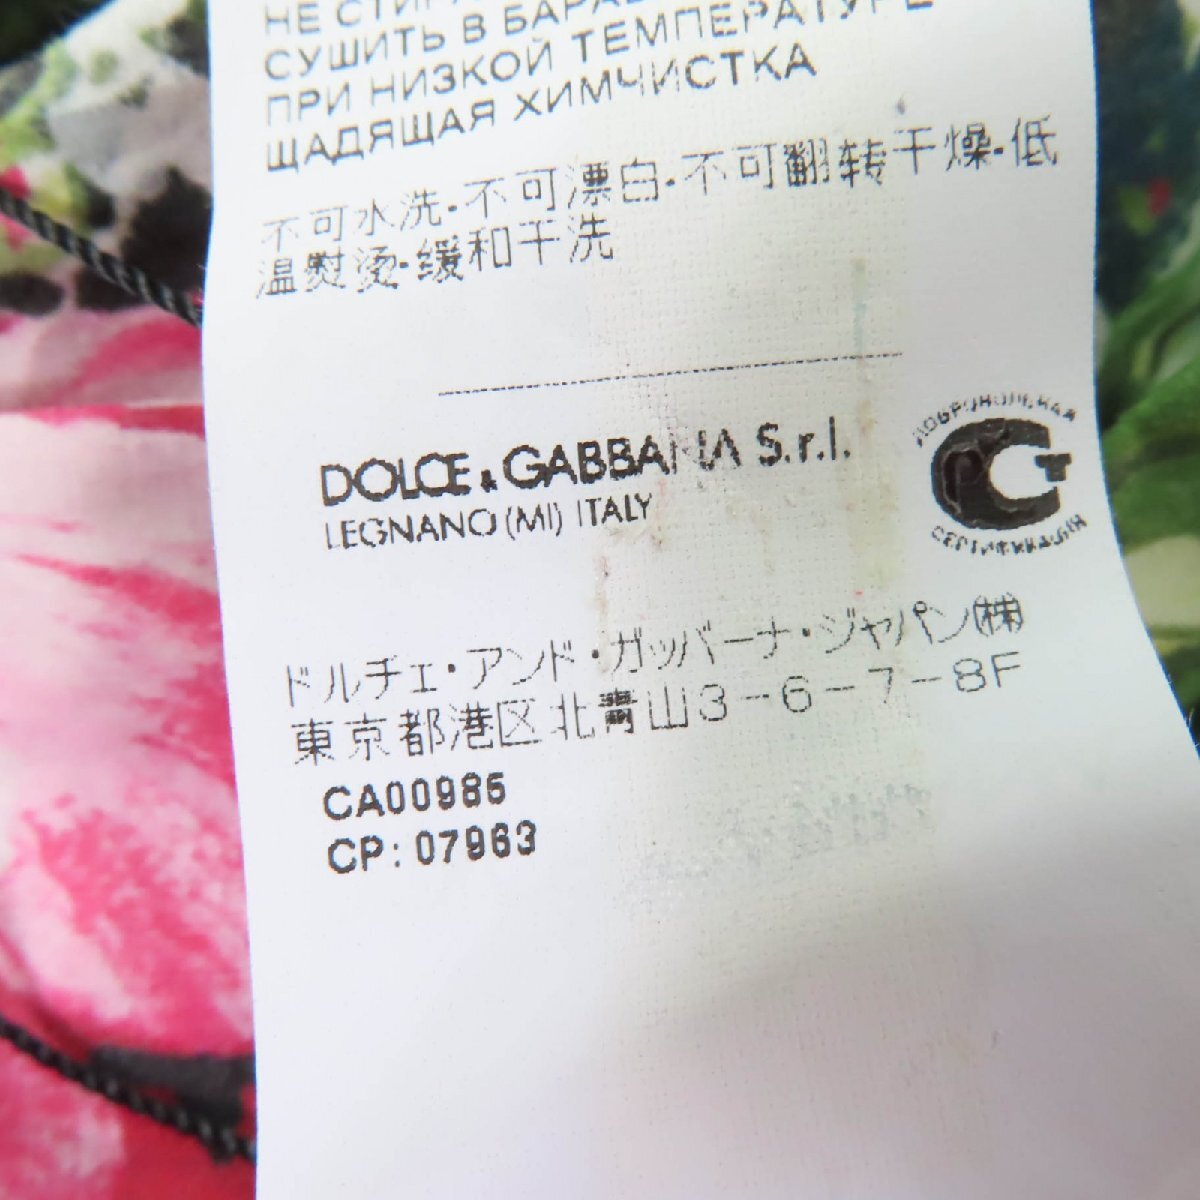 НЕ
СУШИТЬ В
ПРИ НИЗКОЙ ТЕМПЕРАТУРЕ
ЩАДЯЩАЯ ХИМЧИСТКА
不可水洗·不可漂白·不可翻转干燥·低
温熨烫·缓和干洗
DOLCE & GABBANA S.r.l.
LEGNANO (MI) ITALY
ДОБРОВОЛЬНАЯ
СЕРТИФИКАЦИЯ
ドルチェ・アンド・ガッバーナ・ジャパン㈱
東京都港区北青山3-6-7-8F
CA00985
CP: 07963